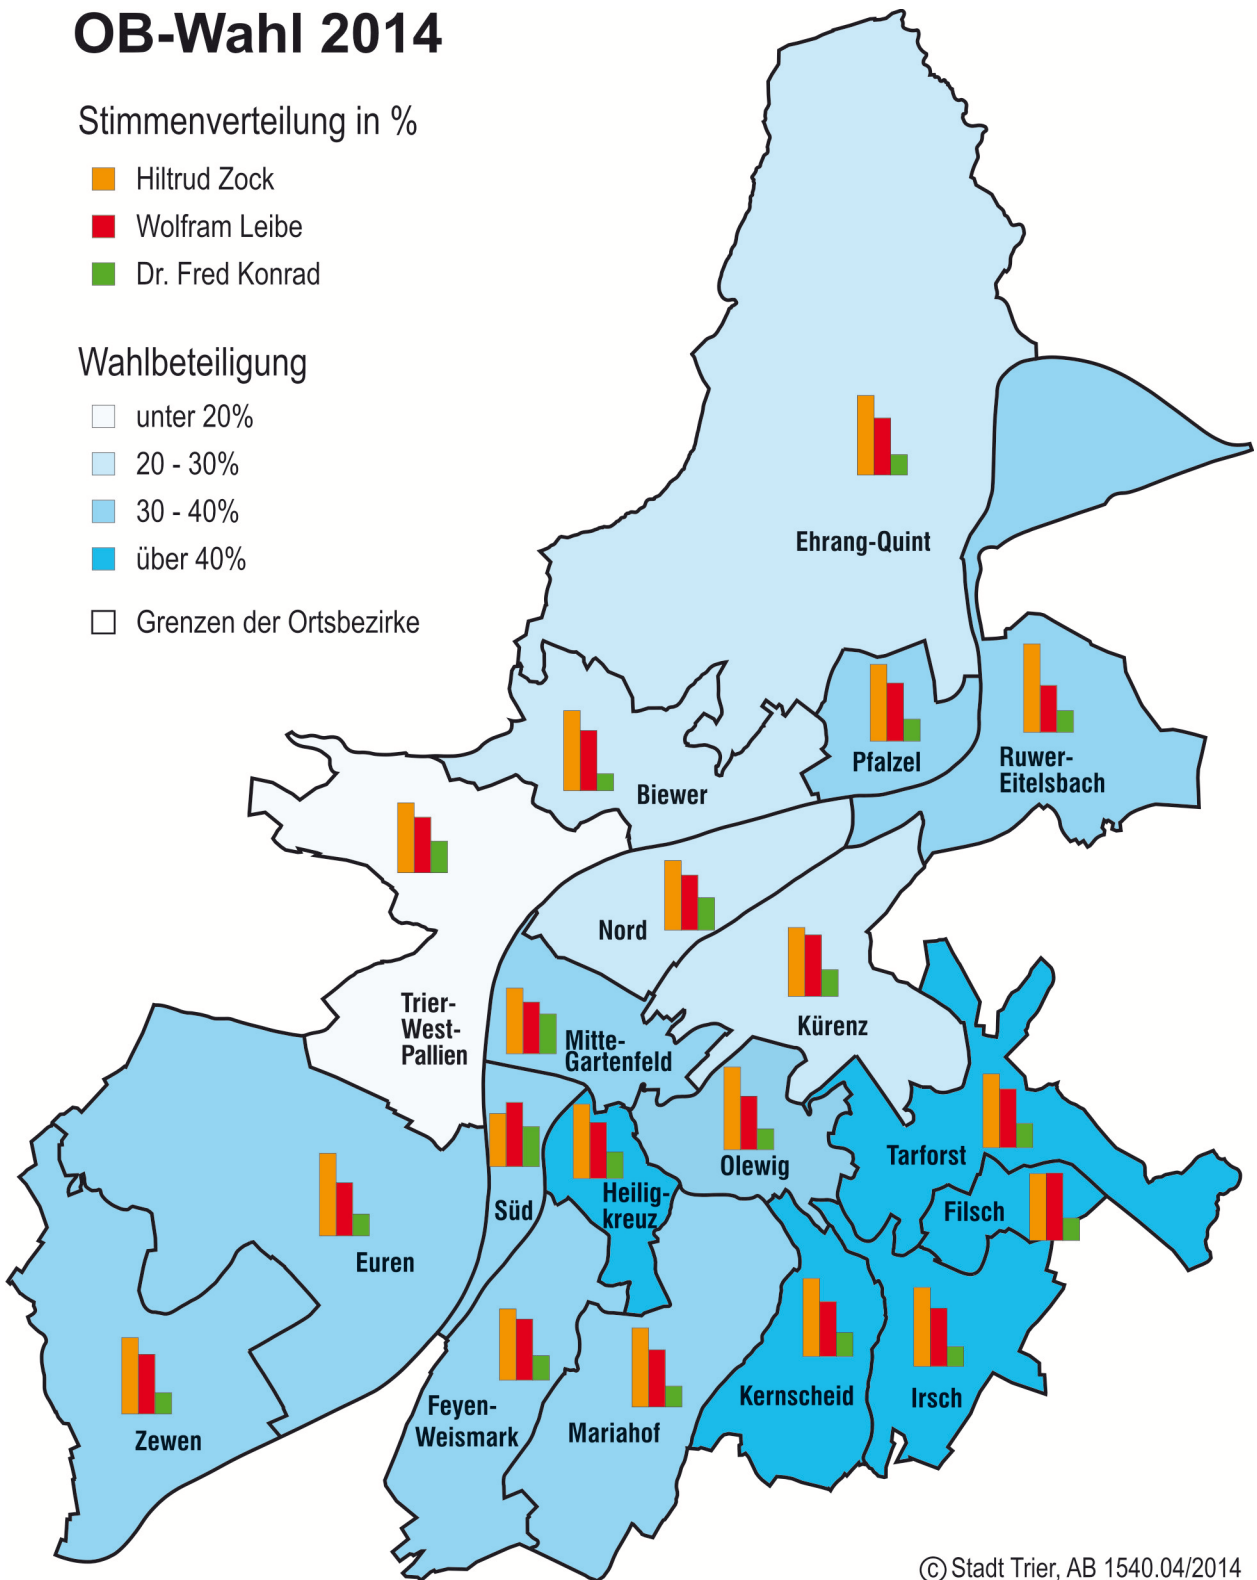 OB-Wahl 2014
Stimmenverteilung in %
Hiltrud Zock
Wolfram Leibe
Dr. Fred Konrad
Wahlbeteiligung
unter 20%
20 - 30%
30 - 40%
über 40%
Grenzen der Ortsbezirke
Ehrang-Quint
Pfalzel
Ruwer-
Eitelsbach
Biewer
Nord
Trier-
West-
Pallien
Kürenz
Mitte-
Gartenfeld
Olewig
Tarforst
Heilig-
kreuz
Süd
Filsch
Euren
Kernscheid
Irsch
Feyen-
Weismark
Mariahof
Zewen
© Stadt Trier, AB 1540.04/2014